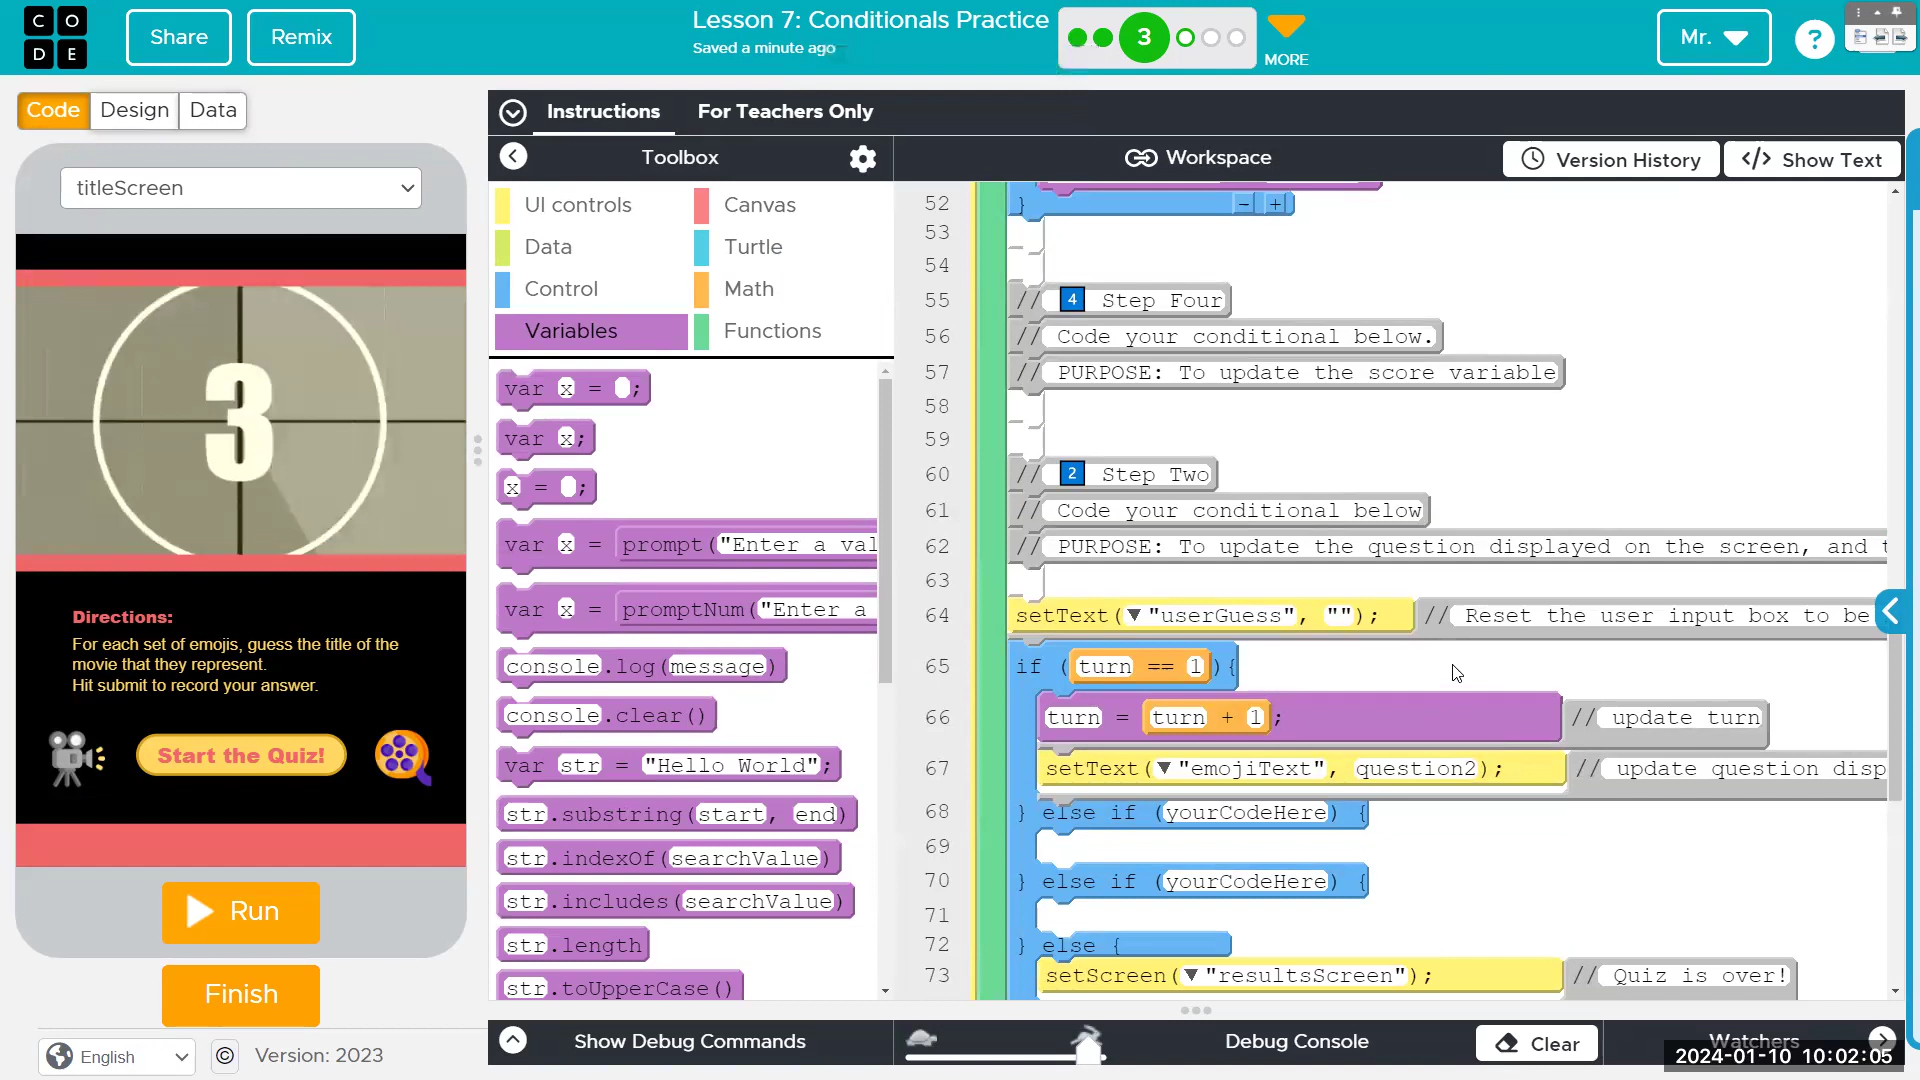 C O D E
Share
Remix
Lesson 7: Conditionals Practice
Saved a minute ago
3
MORE
Mr.
?
Code
Design
Data
Instructions
For Teachers Only
titleScreen
Toolbox
Workspace
Version History
</> Show Text
UI controls
Canvas
Data
Turtle
Control
Math
Variables
Functions
var x = ;
var x;
x = ;
var x = prompt("Enter a val
var x = promptNum("Enter a
console.log(message)
console.clear()
var str = "Hello World";
str.substring(start, end)
str.indexOf(searchValue)
str.includes(searchValue)
str.length
str.toUpperCase()
52 } - +
53
54
55 // 4 Step Four
56 // Code your conditional below.
57 // PURPOSE: To update the score variable
58
59
60 // 2 Step Two
61 // Code your conditional below
62 // PURPOSE: To update the question displayed on the screen, and t
63
64 setText(▼"userGuess", ""); // Reset the user input box to be
65 if (turn == 1){
66 turn = turn + 1; // update turn
67 setText(▼"emojiText", question2); // update question disp
68 } else if (yourCodeHere) {
69
70 } else if (yourCodeHere) {
71
72 } else {
73 setScreen(▼"resultsScreen"); // Quiz is over!
3
Directions:
For each set of emojis, guess the title of the
movie that they represent.
Hit submit to record your answer.
Start the Quiz!
Run
Finish
English
©
Version: 2023
Show Debug Commands
Debug Console
Clear
Watchers
2024-01-10 10:02:05